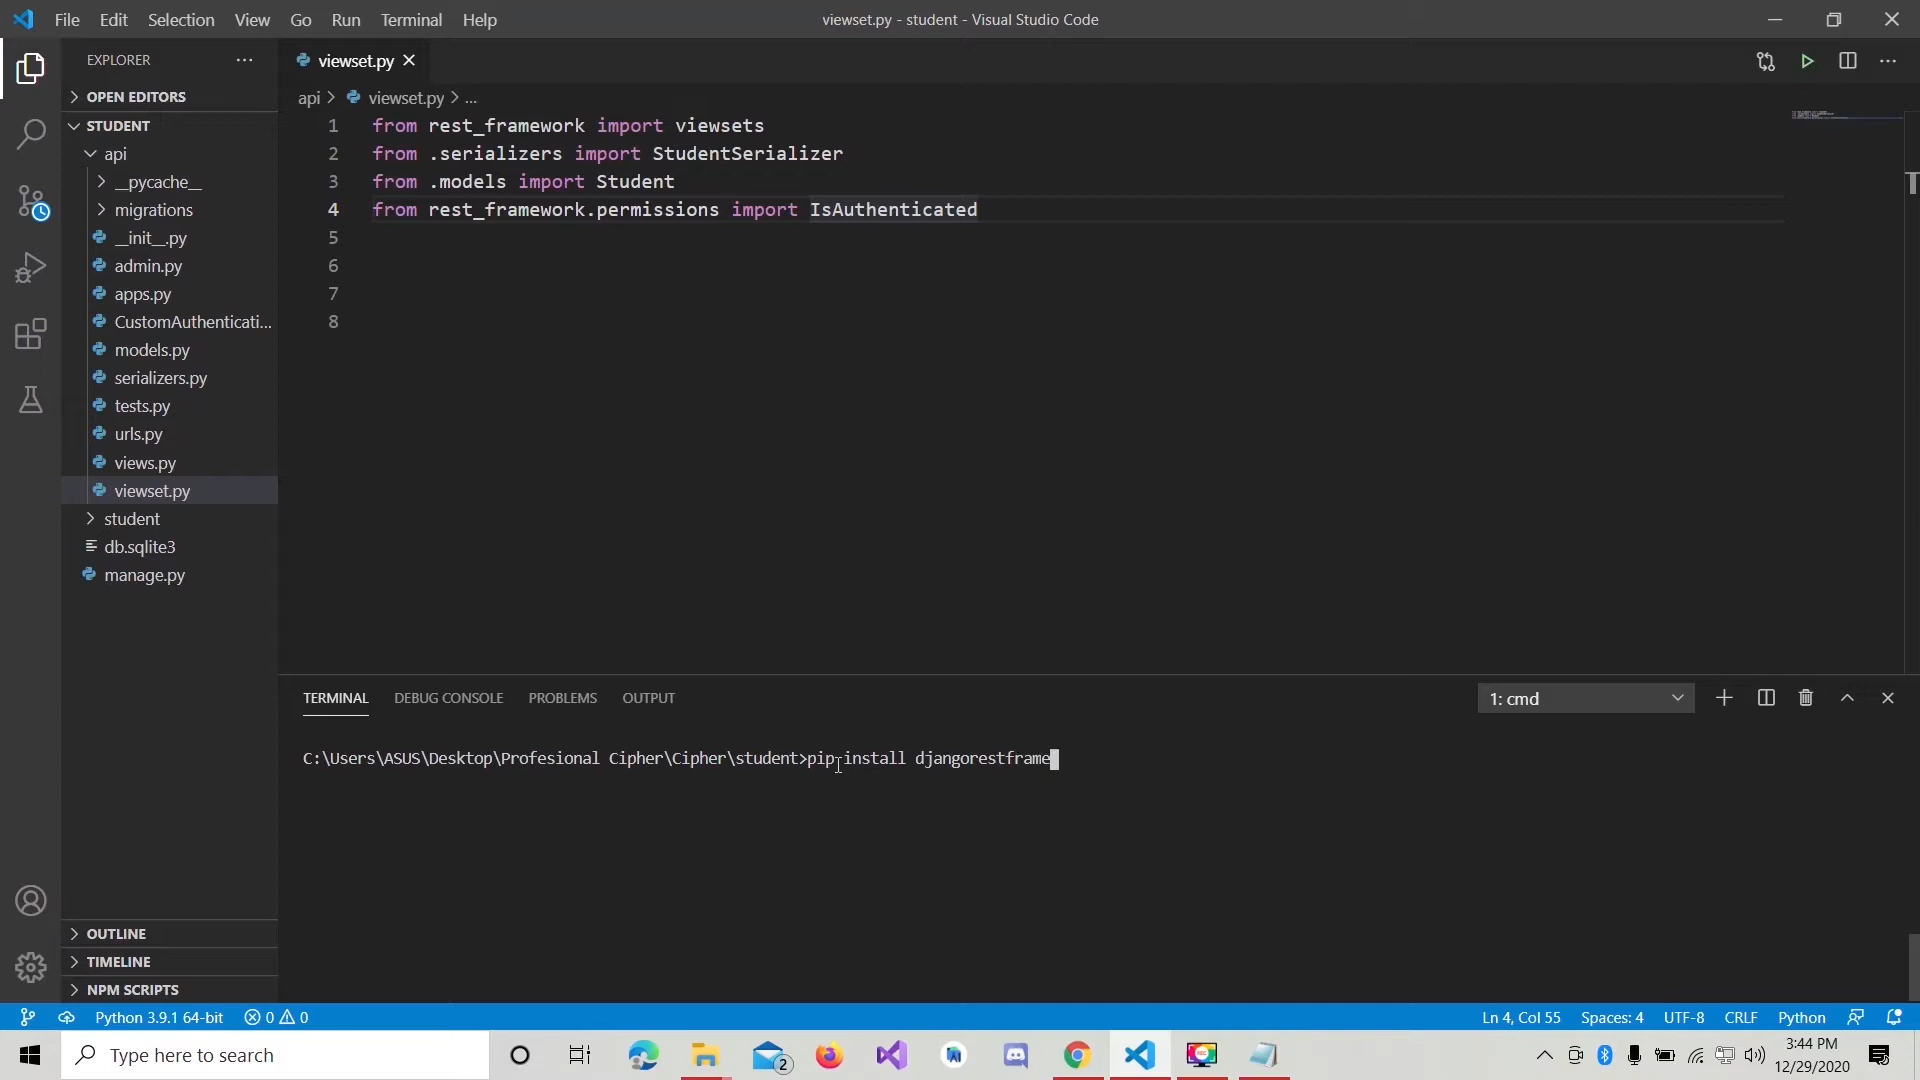 File Edit Selection View Go Run Terminal Help
viewset.py - student - Visual Studio Code
EXPLORER
OPEN EDITORS
STUDENT
api
__pycache__
migrations
__init__.py
admin.py
apps.py
CustomAuthenticati...
models.py
serializers.py
tests.py
urls.py
views.py
viewset.py
student
db.sqlite3
manage.py
OUTLINE
TIMELINE
NPM SCRIPTS
viewset.py
api > viewset.py > ...
1 from rest_framework import viewsets
2 from .serializers import StudentSerializer
3 from .models import Student
4 from rest_framework.permissions import IsAuthenticated
5
6
7
8
TERMINAL DEBUG CONSOLE PROBLEMS OUTPUT
1: cmd
C:\Users\ASUS\Desktop\Profesional Cipher\Cipher\student>pip install djangorestframe
Python 3.9.1 64-bit 0 0
Ln 4, Col 55 Spaces: 4 UTF-8 CRLF Python
Type here to search
2
3:44 PM
12/29/2020